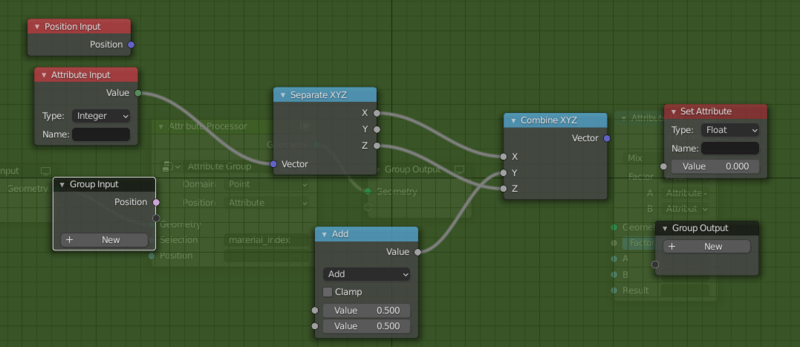 Position Input
Position
Attribute Input
Value
Type: Integer
Name:
Group Input
Position
New
Separate XYZ
X
Y
Z
Vector
Add
Value
Add
Clamp
Value 0.500
Value 0.500
Combine XYZ
Vector
X
Y
Z
Set Attribute
Type: Float
Name:
Value 0.000
Group Output
New
Attribute Processor
Attribute Group
Domain: Point
Position: Attribute
Geometry
Selection material_index
Position
Group Output
Geometry
Geometry
Mix
Factor
A Attribute
B Attribute
A
B
Result